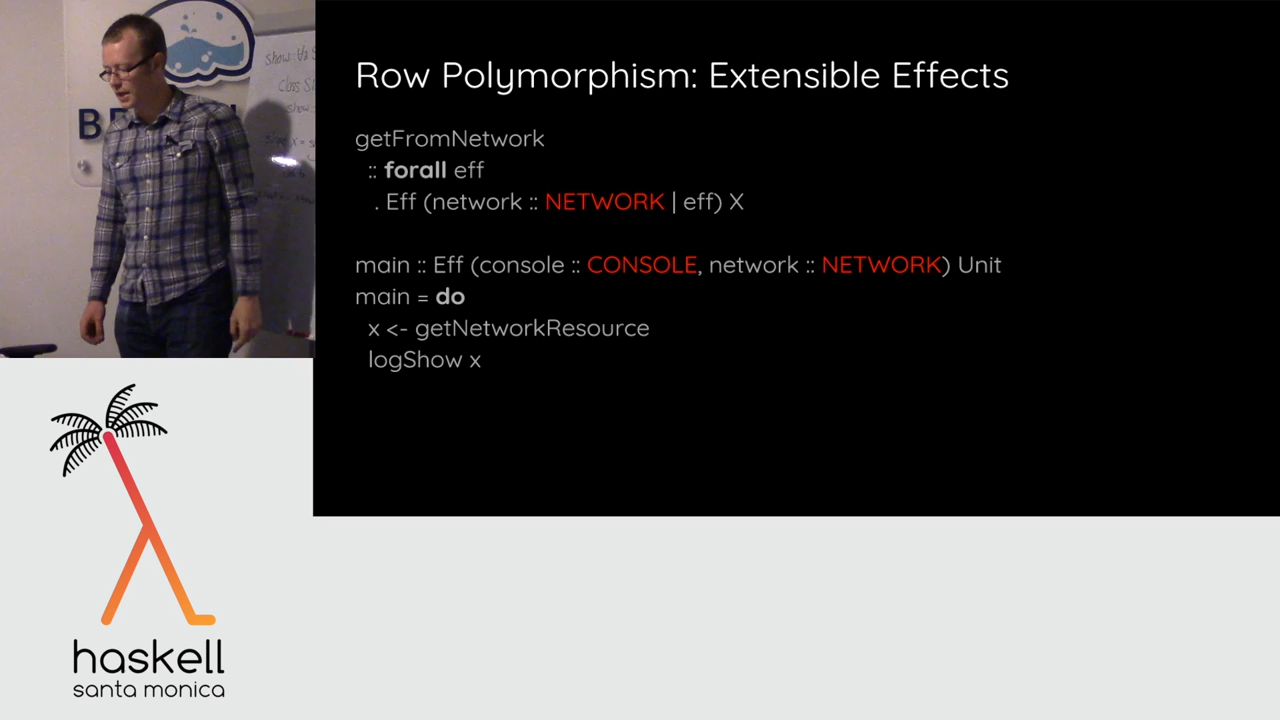 Row Polymorphism: Extensible Effects
getFromNetwork
:: forall eff
. Eff (network :: NETWORK | eff) X
main :: Eff (console :: CONSOLE, network :: NETWORK) Unit
main = do
x <- getNetworkResource
logShow x
haskell
santa monica